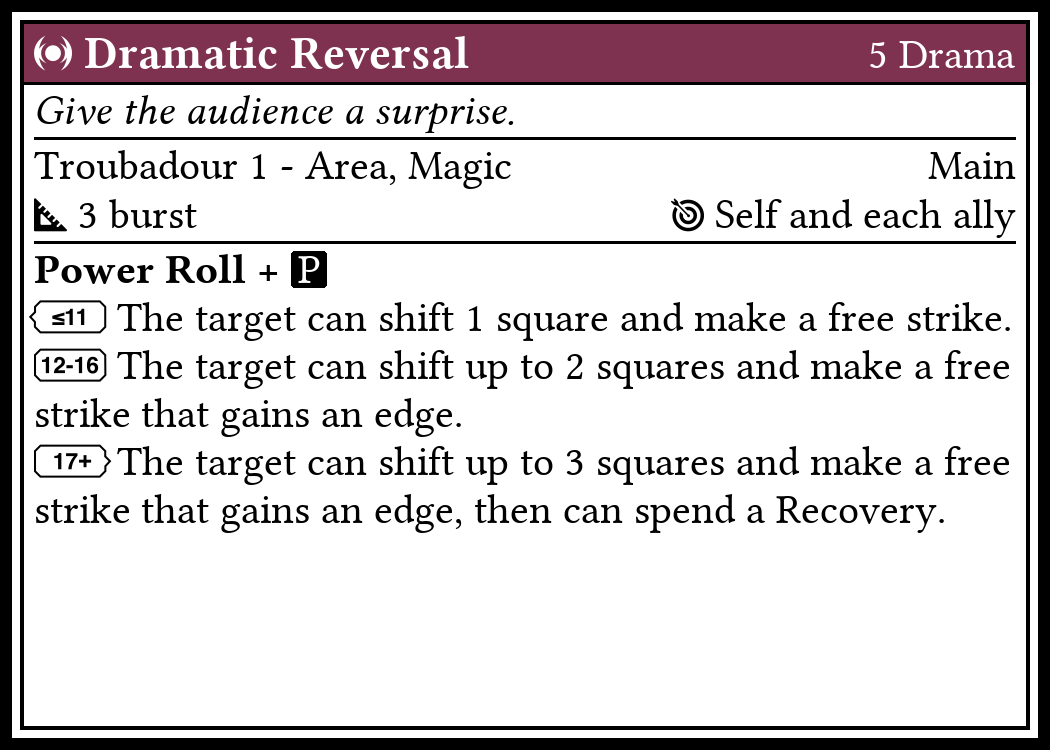 Dramatic Reversal 5 Drama
Give the audience a surprise.
Troubadour 1 - Area, Magic Main
3 burst Self and each ally
Power Roll + P
≤11 The target can shift 1 square and make a free strike.
12-16 The target can shift up to 2 squares and make a free
strike that gains an edge.
17+ The target can shift up to 3 squares and make a free
strike that gains an edge, then can spend a Recovery.